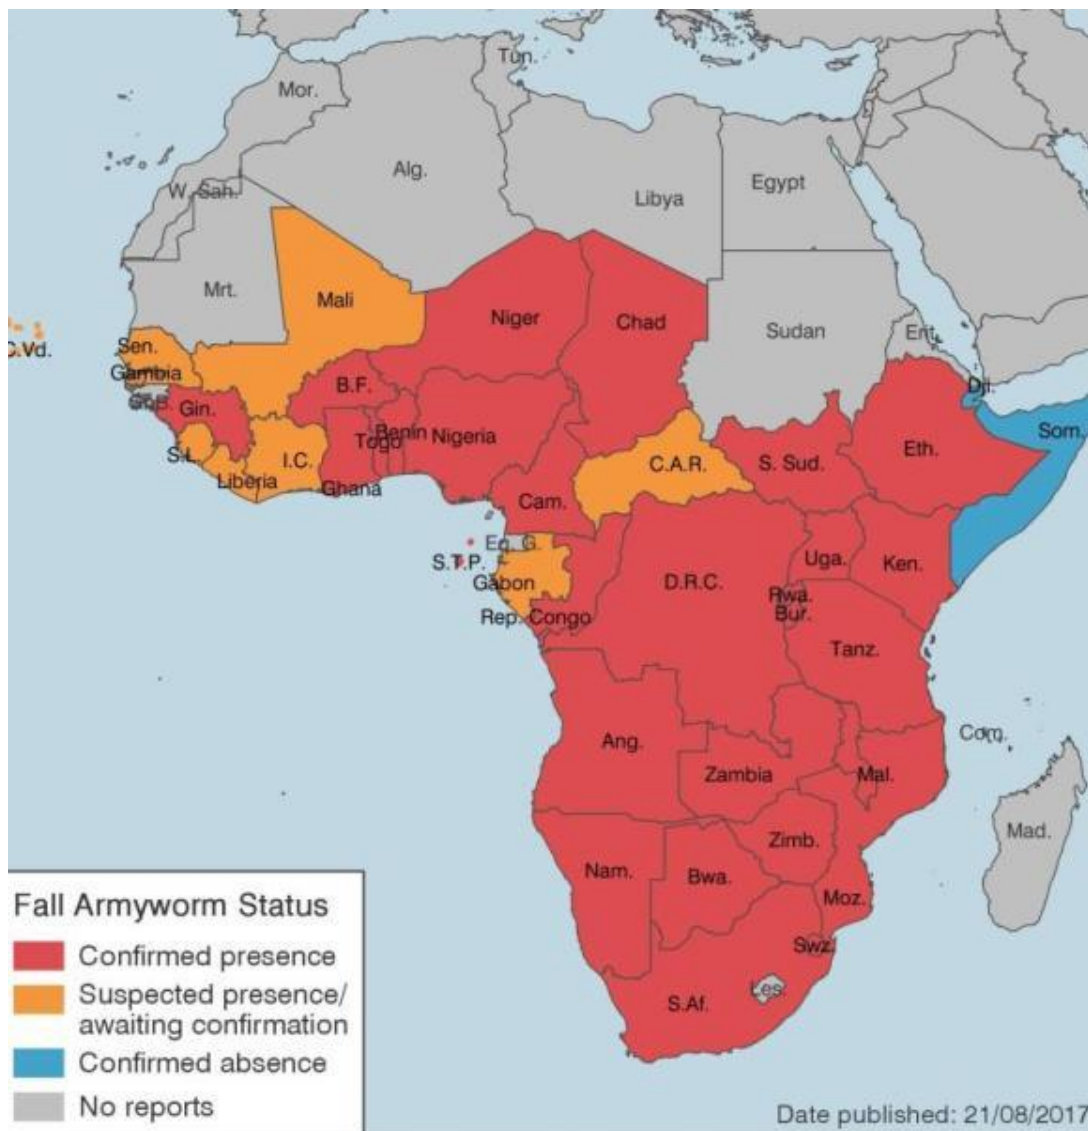 Tun.
Mor.
Alg.
Libya
Egypt
W. Sah.
Mrt.
Mali
Niger
Chad
Sudan
Erit.
C.Vd.
Sen.
Gambia
Dji.
Gin.
B.F.
Benin
Togo
Nigeria
Som.
Eth.
S.L.
I.C.
Liberia
Ghana
Cam.
C.A.R.
S. Sud.
Eq. G.
S.T.P.
Gabon
Uga.
Ken.
D.R.C.
Rwa.
Bur.
Rep. Congo
Tanz.
Com.
Ang.
Zambia
Mal.
Mad.
Zimb.
Nam.
Bwa.
Moz.
Swz.
Les.
S.Af.
Fall Armyworm Status
Confirmed presence
Suspected presence/
awaiting confirmation
Confirmed absence
No reports
Date published: 21/08/2017